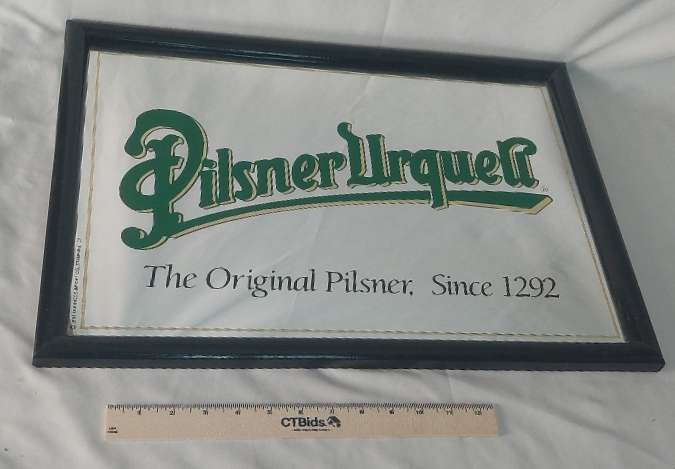 Pilsner Urquell
The Original Pilsner, Since 1292
CTBids